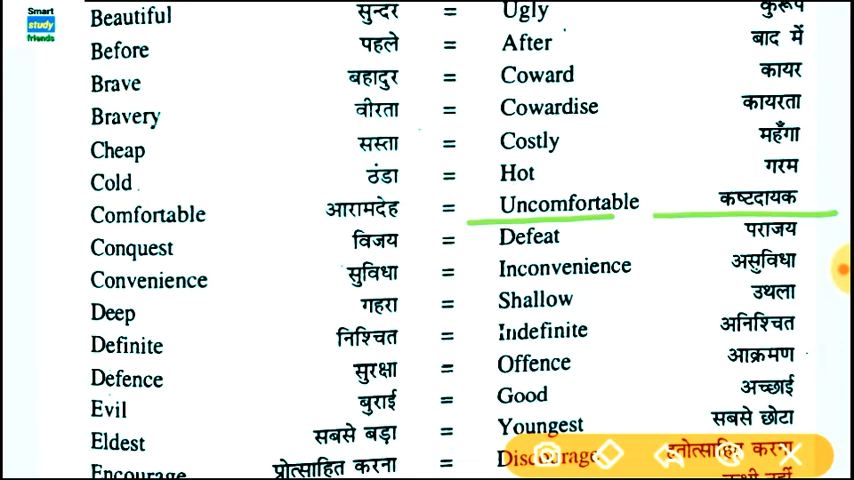 Smart
study
friends
Beautiful सुन्दर = Ugly कुरूप
Before पहले = After बाद में
Brave बहादुर = Coward कायर
Bravery वीरता = Cowardise कायरता
Cheap सस्ता = Costly महँगा
Cold ठंडा = Hot गरम
Comfortable आरामदेह = Uncomfortable कष्टदायक
Conquest विजय = Defeat पराजय
Convenience सुविधा = Inconvenience असुविधा
Deep गहरा = Shallow उथला
Definite निश्चित = Indefinite अनिश्चित
Defence सुरक्षा = Offence आक्रमण
Evil बुराई = Good अच्छाई
Eldest सबसे बड़ा = Youngest सबसे छोटा
Encourage प्रोत्साहित करना = Discourage करना